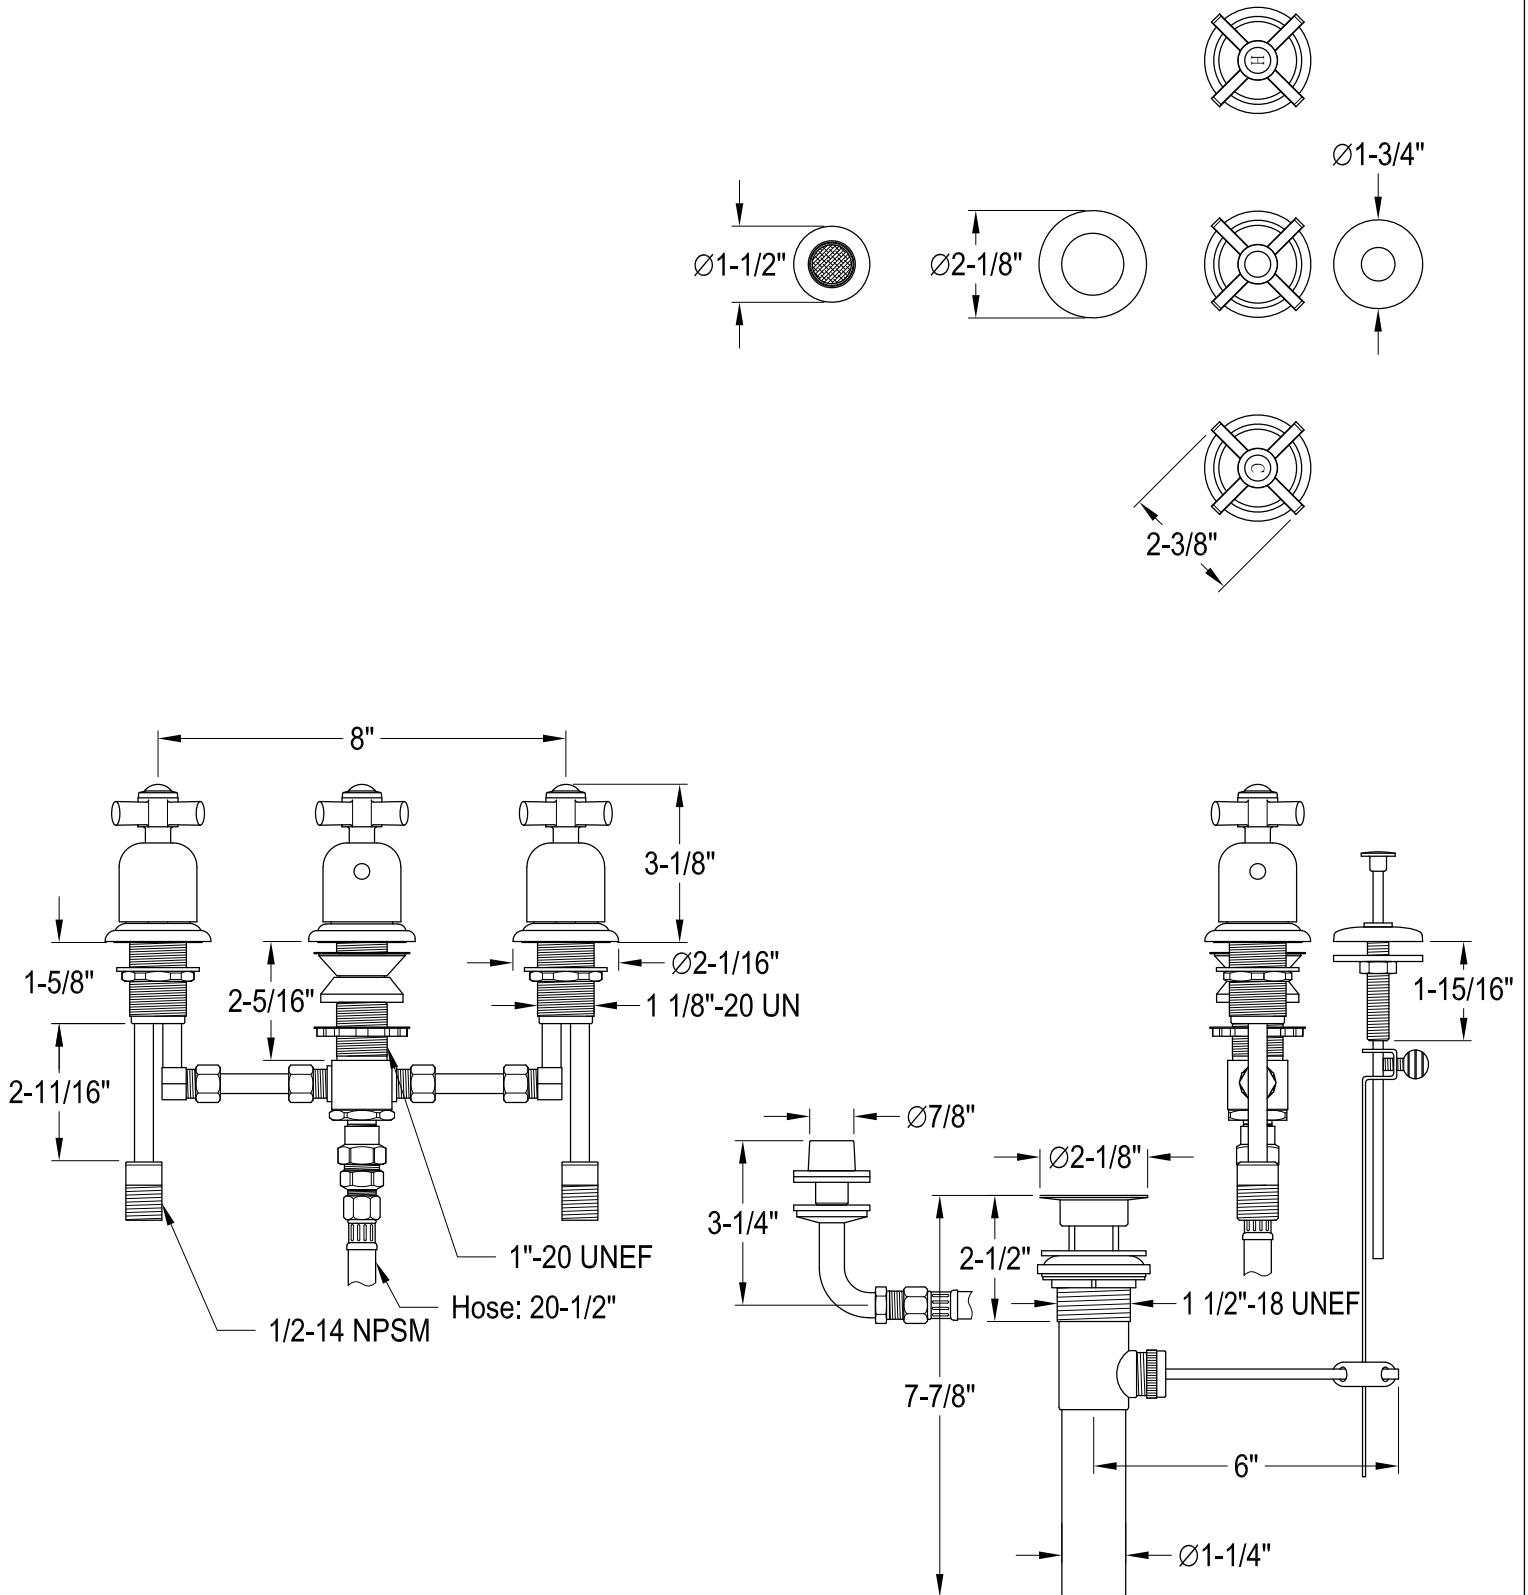 H
Ø1-3/4"
Ø1-1/2"
Ø2-1/8"
C
2-3/8"
8"
3-1/8"
1-5/8"
2-5/16"
Ø2-1/16"
1 1/8"-20 UN
1-15/16"
2-11/16"
Ø7/8"
Ø2-1/8"
3-1/4"
2-1/2"
1"-20 UNEF
Hose: 20-1/2"
1 1/2"-18 UNEF
1/2-14 NPSM
7-7/8"
6"
Ø1-1/4"